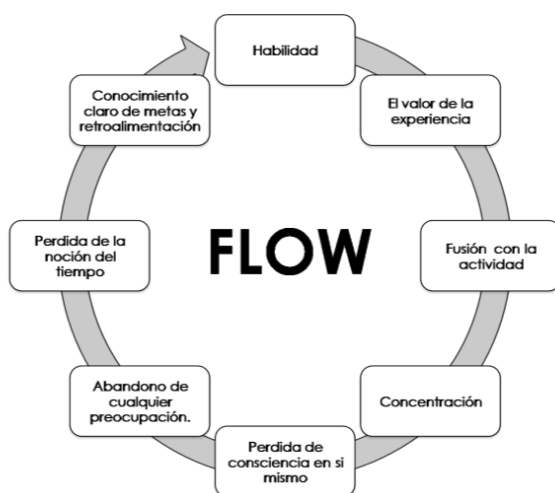 Habilidad
El valor de la
experiencia
Fusión con la
actividad
Concentración
Perdida de
consciencia en si
mismo
Abandono de
cualquier
preocupación.
Perdida de la
noción del
tiempo
Conocimiento
claro de metas y
retroalimentación
FLOW